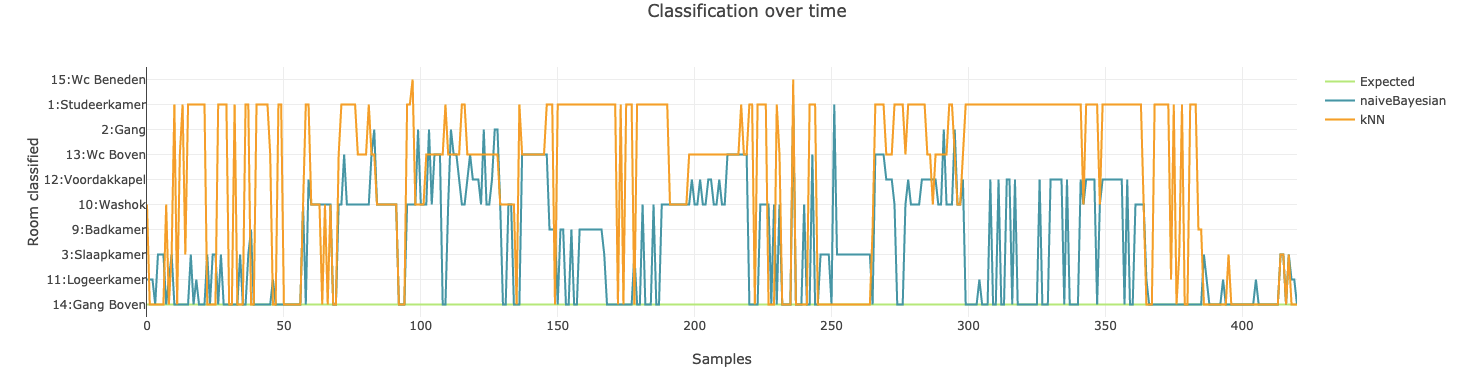 Classification over time
Room classified
15:Wc Beneden
1:Studeerkamer
2:Gang
13:Wc Boven
12:Voordakkapel
10:Washok
9:Badkamer
3:Slaapkamer
11:Logeerkamer
14:Gang Boven
0 50 100 150 200 250 300 350 400
Samples
Expected
naiveBayesian
kNN